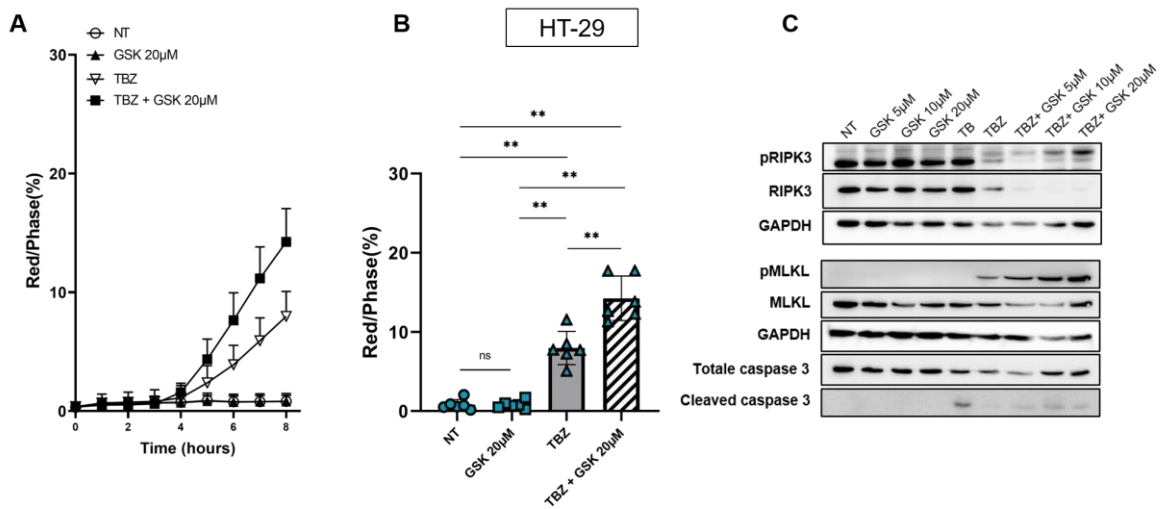 A
NT
GSK 20µM
TBZ
TBZ + GSK 20µM
30
20
10
0
Red/Phase(%)
0
2
4
6
8
Time (hours)
B
HT-29
**
**
**
**
**
ns
30
20
10
0
Red/Phase(%)
NT
GSK 20µM
TBZ
TBZ + GSK 20µM
C
NT
GSK 5µM
GSK 10µM
GSK 20µM
TB
TBZ
TBZ+ GSK 5µM
TBZ+ GSK 10µM
TBZ+ GSK 20µM
pRIPK3
RIPK3
GAPDH
pMLKL
MLKL
GAPDH
Totale caspase 3
Cleaved caspase 3